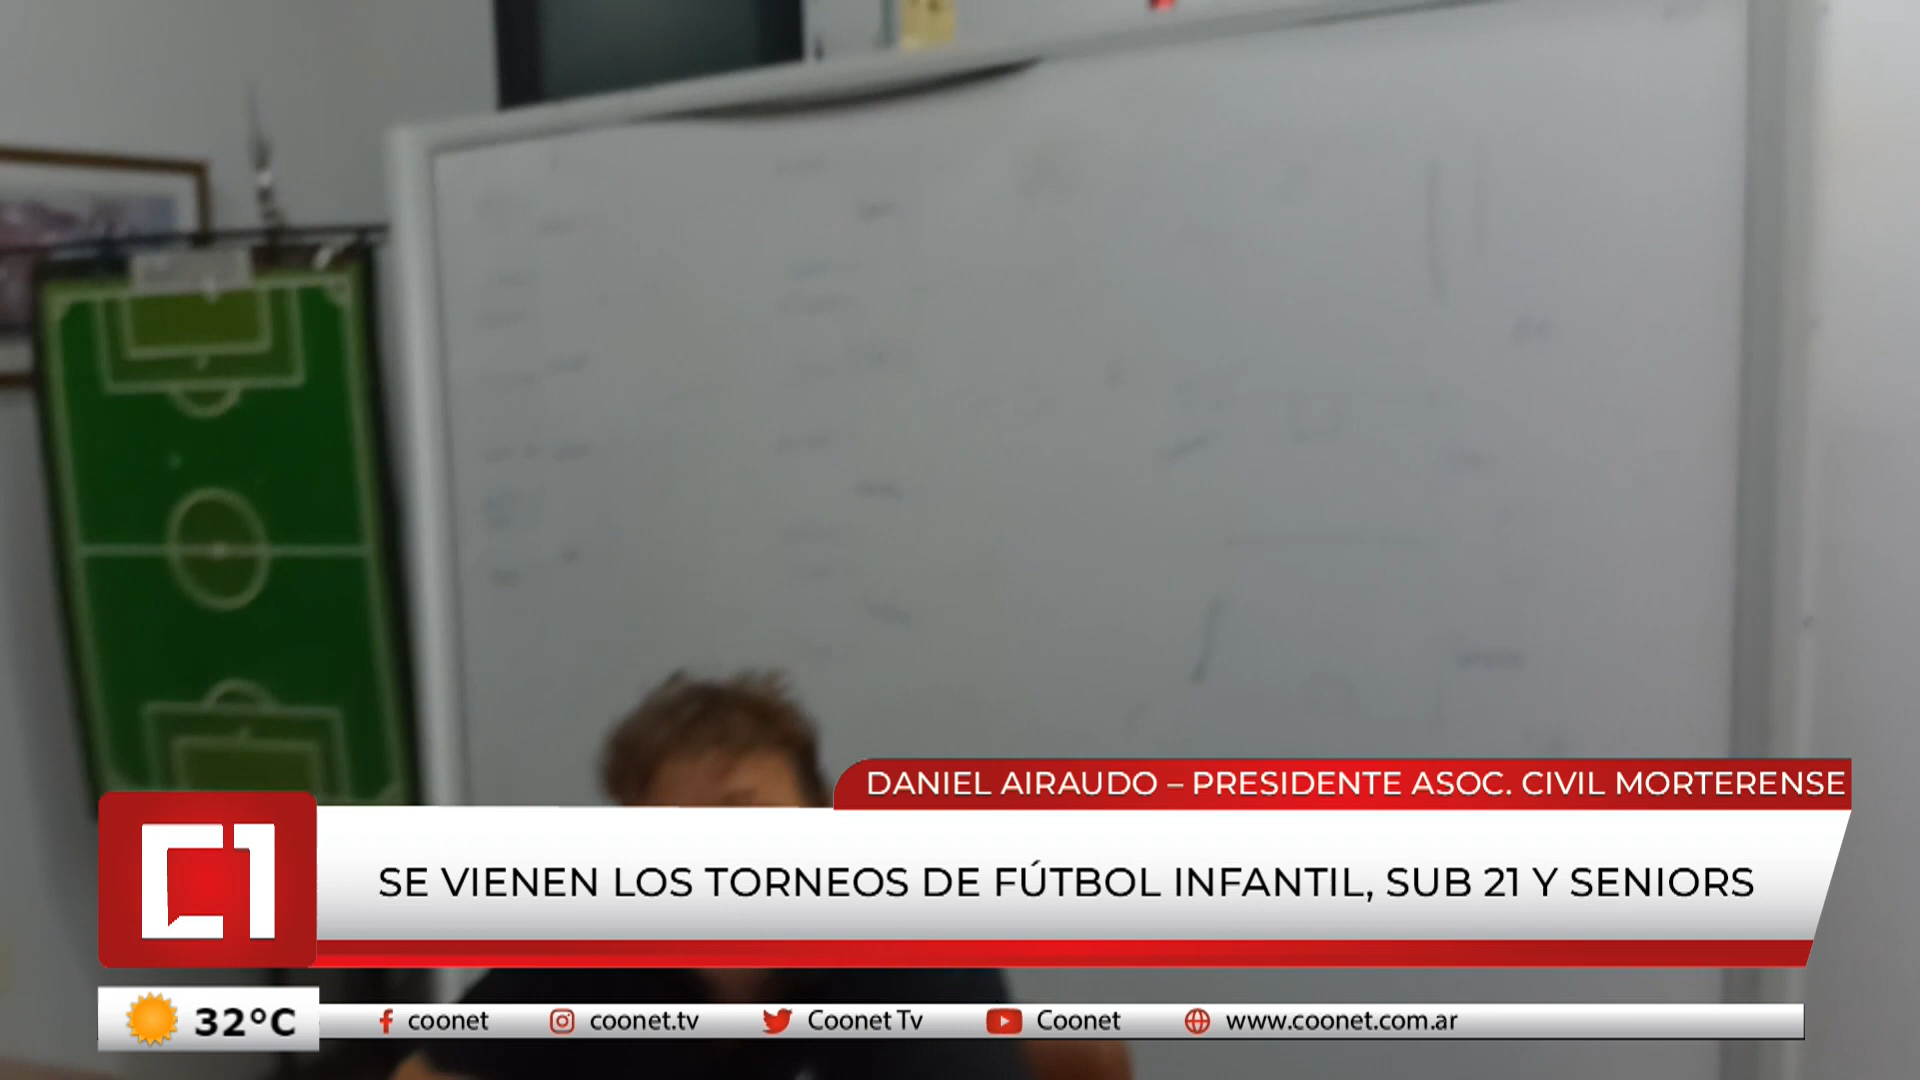 DANIEL AIRAUDO – PRESIDENTE ASOC. CIVIL MORTERENSE
C1
SE VIENEN LOS TORNEOS DE FÚTBOL INFANTIL, SUB 21 Y SENIORS
32°C
coonet
coonet.tv
Coonet Tv
Coonet
www.coonet.com.ar